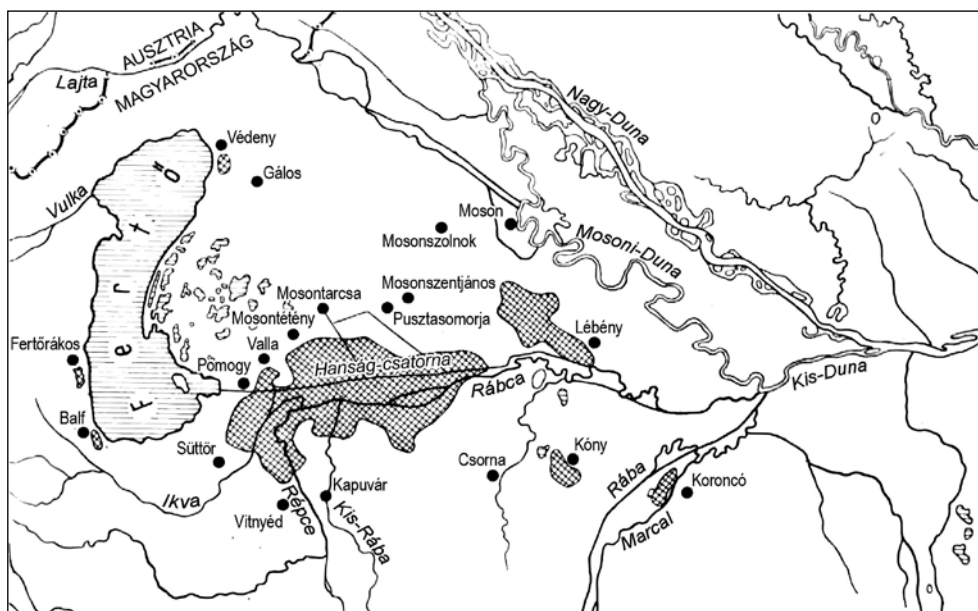 AUSZTRIA
MAGYARORSZÁG
Lajta
Nagy-Duna
Védeny
Gálos
Vulka
Fertő
Moson
Mosonszolnok
Mosoni-Duna
Mosonszentjános
Mosontarcsa
Pusztasomorja
Mosontétény
Valla
Lébény
Fertőrákos
Hanság-csatorna
Pomogy
Rábca
Kis-Duna
Balf
Süttör
Csorna
Kóny
Ikva
Kapuvár
Rába
Koroncó
Vitnyéd
Répce
Kis-Rába
Marcal